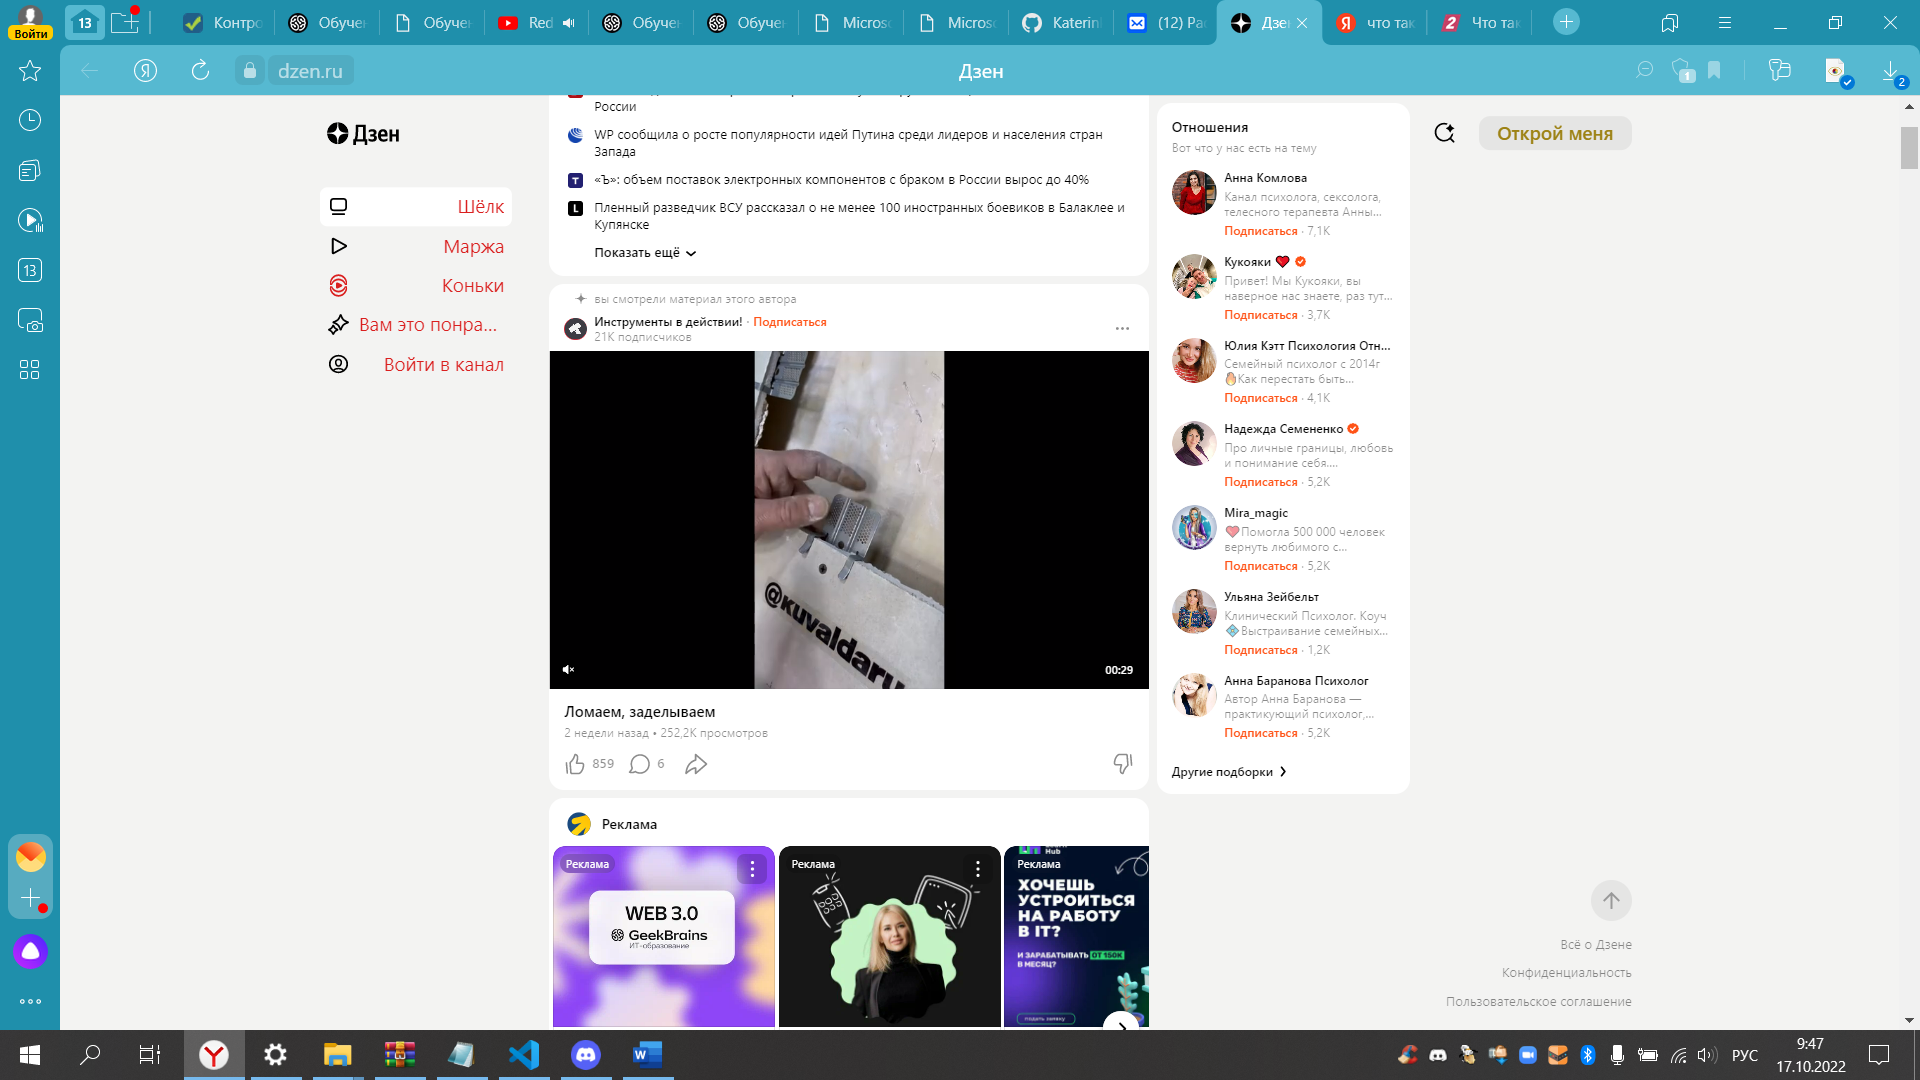 13
Контро
Обучен
Обучен
Red
Обучен
Обучен
Microso
Microso
Katerin
(12) Рас
Дзен
что так
Что так
Войти
dzen.ru
Дзен
1
2
Дзен
Шёлк
Маржа
Коньки
Вам это понра...
Войти в канал
13
России
WP сообщила о росте популярности идей Путина среди лидеров и населения стран
Запада
«Ъ»: объем поставок электронных компонентов с браком в России вырос до 40%
Пленный разведчик ВСУ рассказал о не менее 100 иностранных боевиков в Балаклее и
Купянске
Показать ещё
вы смотрели материал этого автора
Инструменты в действии! · Подписаться
21K подписчиков
@kuvaldaru
00:29
Ломаем, заделываем
2 недели назад • 252,2K просмотров
859
6
Реклама
Реклама
WEB 3.0
GeekBrains
ИТ-образование
Реклама
Hub
Реклама
ХОЧЕШЬ
УСТРОИТЬСЯ
НА РАБОТУ
В IT?
И ЗАРАБАТЫВАТЬ ОТ 150К
В МЕСЯЦ?
подать заявку
Отношения
Вот что у нас есть на тему
Анна Комлова
Канал психолога, сексолога,
телесного терапевта Анны...
Подписаться · 7,1K
Кукояки
Привет! Мы Кукояки, вы
наверное нас знаете, раз тут...
Подписаться · 3,7K
Юлия Кэтт Психология Отн...
Семейный психолог с 2014г
Как перестать быть...
Подписаться · 4,1K
Надежда Семененко
Про личные границы, любовь
и понимание себя....
Подписаться · 5,2K
Mira_magic
Помогла 500 000 человек
вернуть любимого с...
Подписаться · 5,2K
Ульяна Зейбельт
Клинический Психолог. Коуч
Выстраивание семейных...
Подписаться · 1,2K
Анна Баранова Психолог
Автор Анна Баранова —
практикующий психолог,...
Подписаться · 5,2K
Другие подборки
Открой меня
Всё о Дзене
Конфиденциальность
Пользовательское соглашение
РУС
9:47
17.10.2022